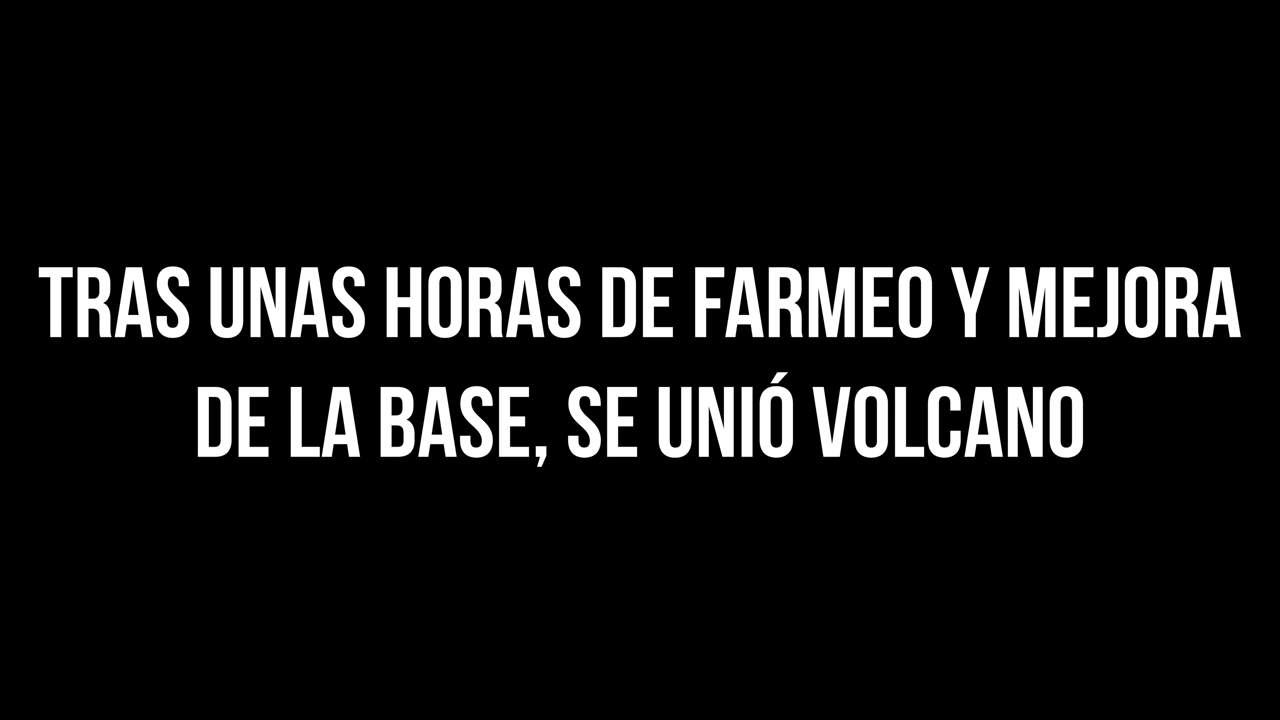 TRAS UNAS HORAS DE FARMEO Y MEJORA
DE LA BASE, SE UNIÓ VOLCANO